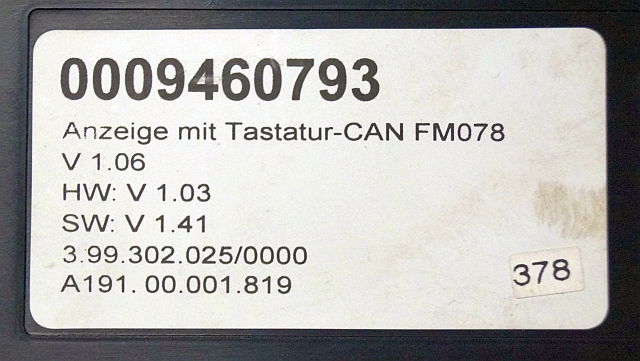 0009460793
Anzeige mit Tastatur-CAN FM078
V 1.06
HW: V 1.03
SW: V 1.41
3.99.302.025/0000
A191. 00.001.819
378